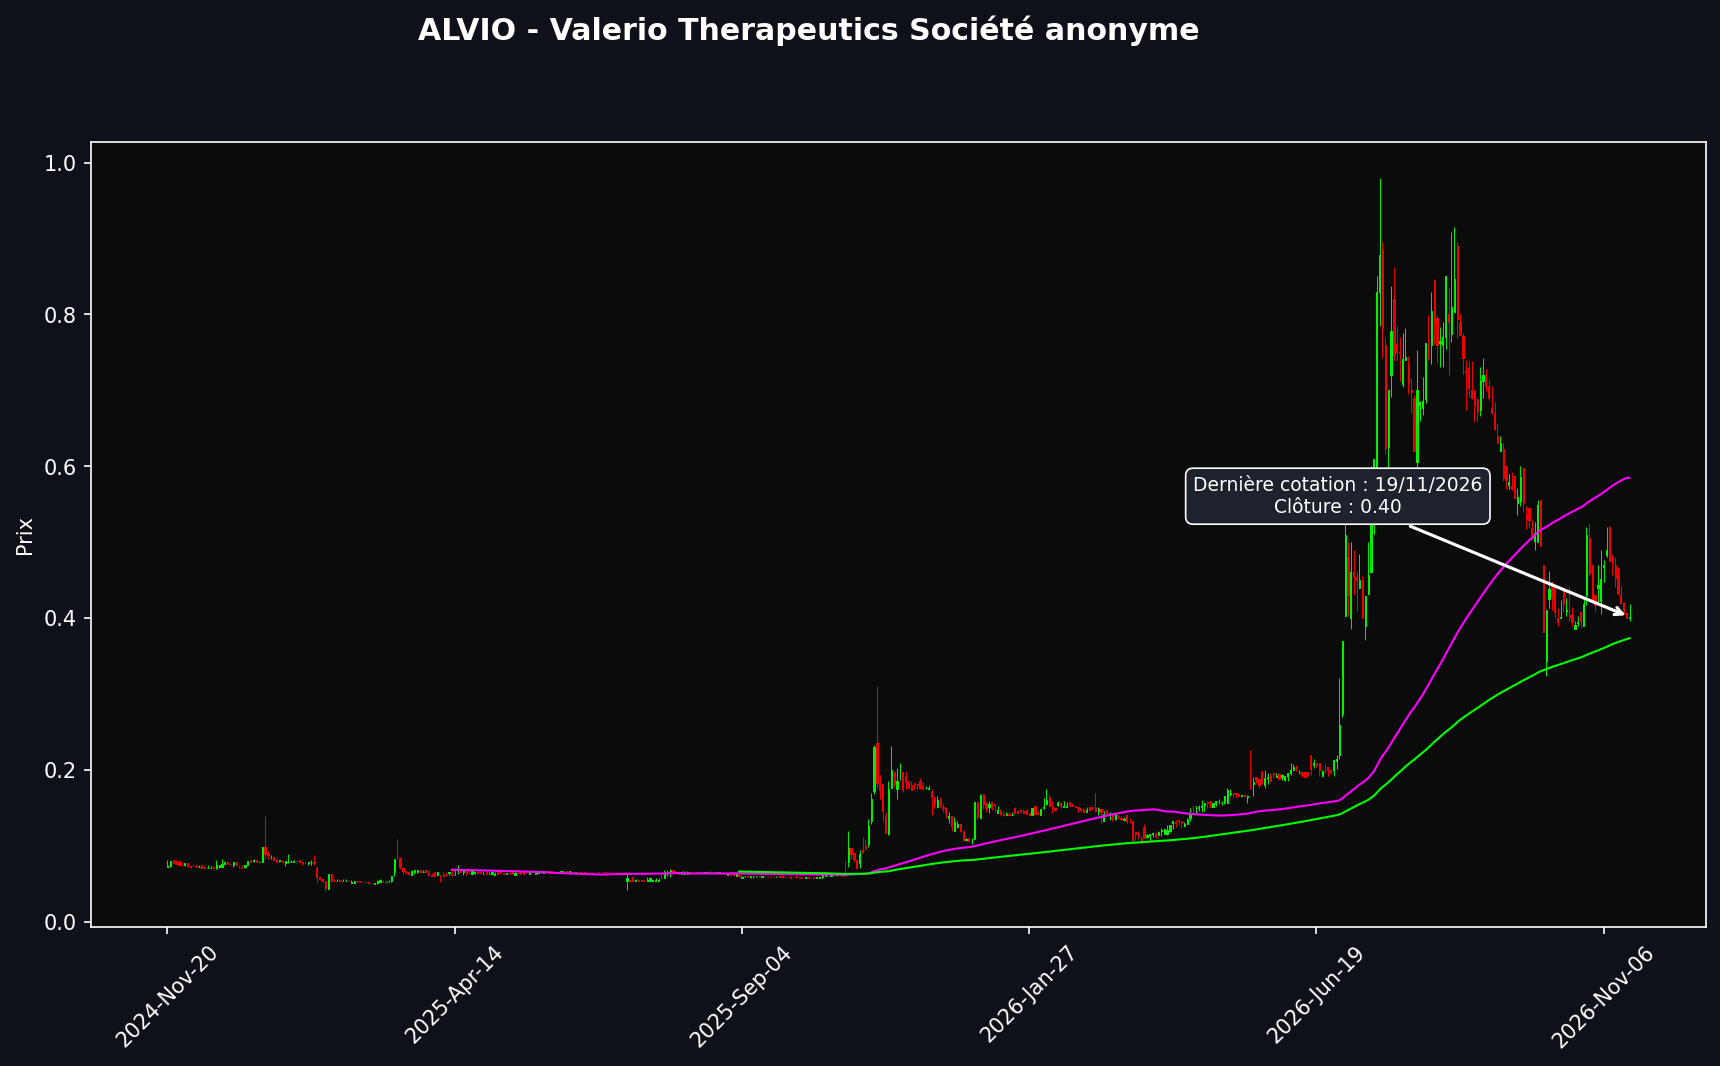 ALVIO - Valerio Therapeutics Société anonyme
1.0
0.8
0.6
0.4
0.2
0.0
Prix
Dernière cotation : 19/11/2026
Clôture : 0.40
2024-Nov-20
2025-Apr-14
2025-Sep-04
2026-Jan-27
2026-Jun-19
2026-Nov-06